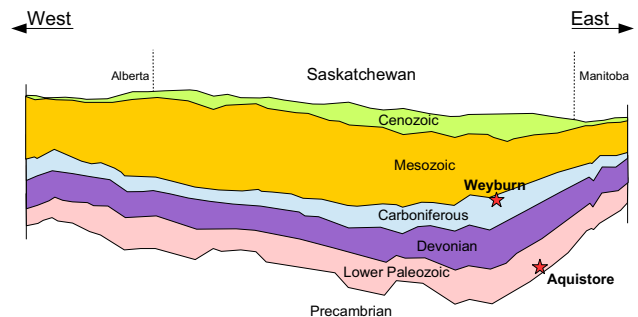 West
East
Alberta
Saskatchewan
Manitoba
Cenozoic
Mesozoic
Weyburn
Carboniferous
Devonian
Lower Paleozoic
Aquistore
Precambrian